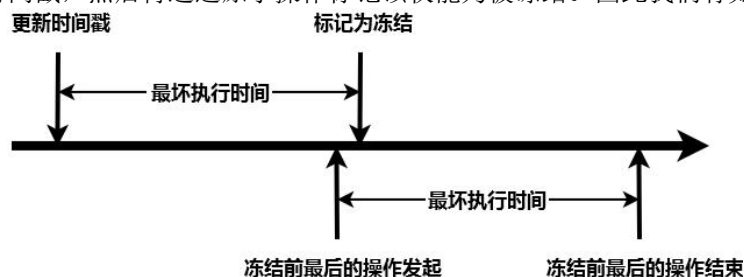 更新时间戳
标记为冻结
最坏执行时间
最坏执行时间
冻结前最后的操作发起
冻结前最后的操作结束